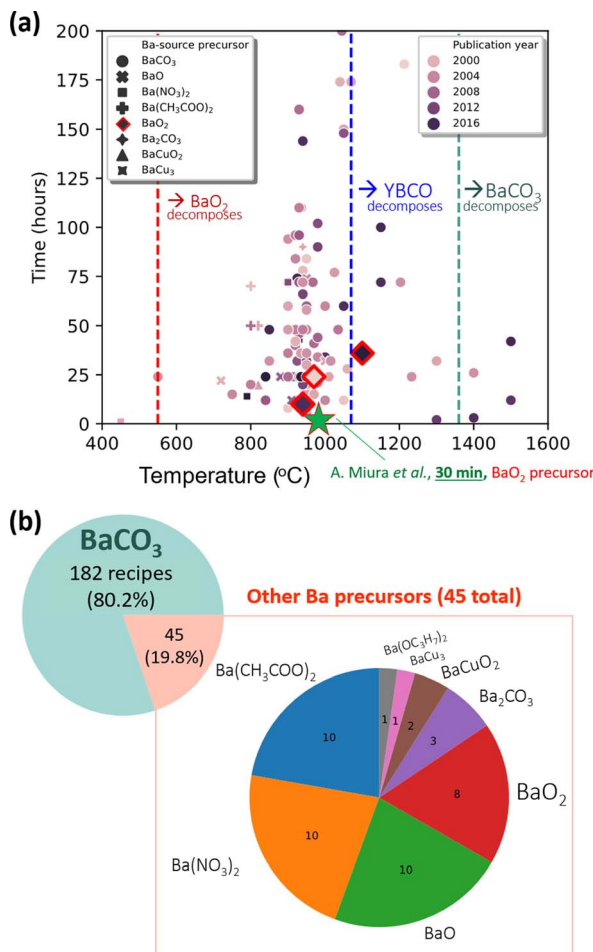 (a)
200
175
150
125
100
75
50
25
0
Time (hours)
Ba-source precursor
BaCO₃
BaO
Ba(NO₃)₂
Ba(CH₃COO)₂
BaO₂
Ba₂CO₃
BaCuO₂
BaCu₃
Publication year
2000
2004
2008
2012
2016
→ BaO₂
decomposes
→ YBCO
decomposes
→BaCO₃
decomposes
400 600 800 1000 1200 1400 1600
Temperature (ºC)
A. Miura et al., 30 min, BaO₂ precursor
(b)
BaCO₃
182 recipes
(80.2%)
45
(19.8%)
Other Ba precursors (45 total)
Ba(OC₃H₇)₂
BaCu₃
BaCuO₂
Ba₂CO₃
Ba(CH₃COO)₂
1 1 2
3
10
8
BaO₂
10
Ba(NO₃)₂
10
BaO